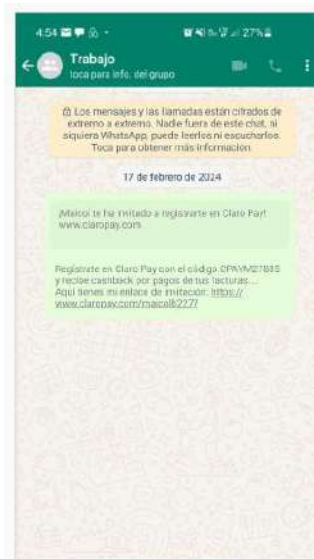 4:54
27%
Trabajo
toca para info. del grupo
Los mensajes y las llamadas están cifrados de
extremo a extremo. Nadie fuera de este chat, ni
siquiera WhatsApp, puede leerlos ni escucharlos.
Toca para obtener más información.
17 de febrero de 2024
¡Maicol te ha invitado a registrarte en Claro Pay!
www.claropay.com
Regístrate en Claro Pay con el código
y recibe cashback por pagos de tus facturas...
Aquí tienes mi enlace de invitación: https://